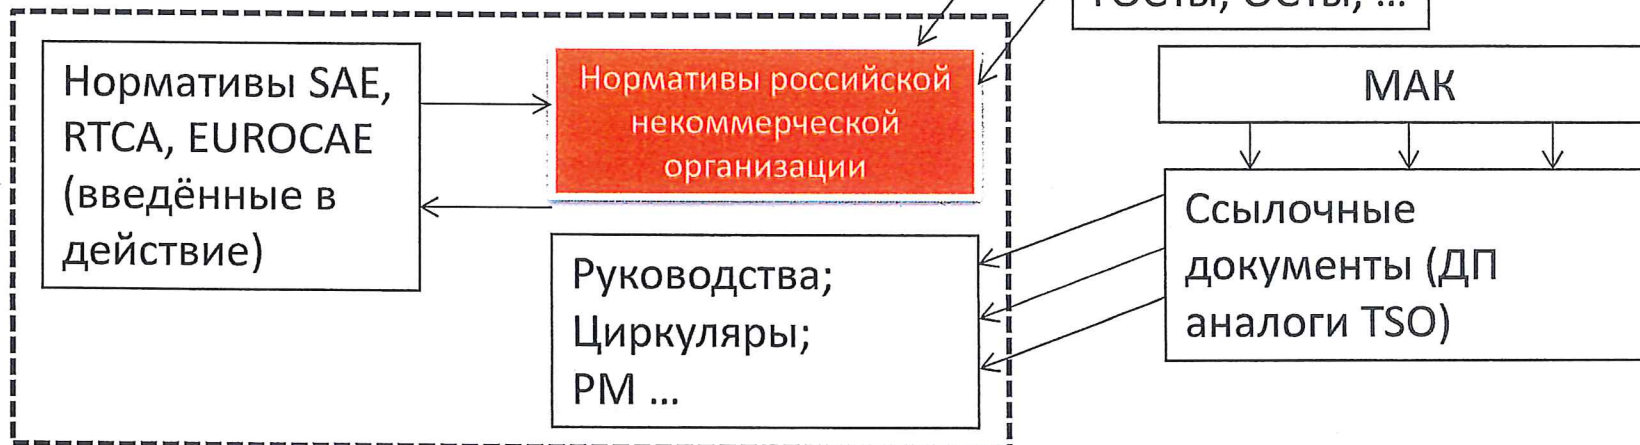 ГОСТы, ОСТы, ...
Нормативы SAE,
RTCA, EUROCAE
(введённые в
действие)
Нормативы российской
некоммерческой
организации
МАК
Руководства;
Циркуляры;
РМ ...
Ссылочные
документы (ДП
аналоги TSO)